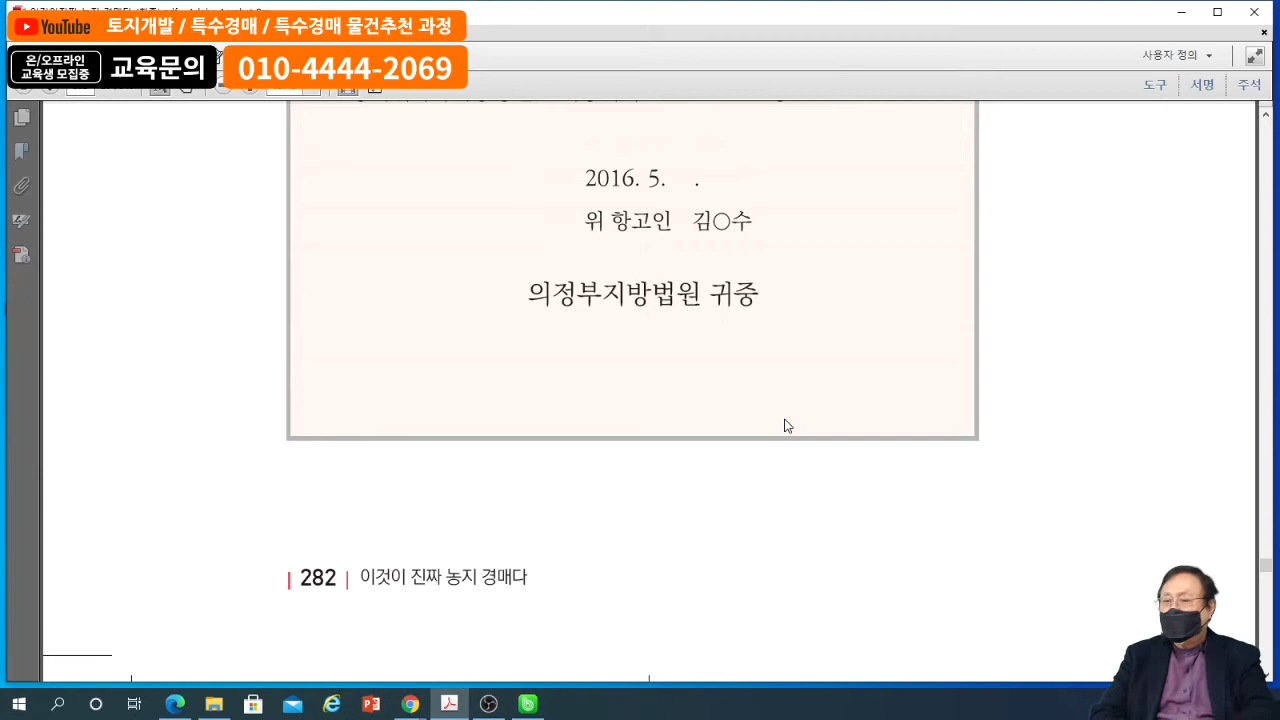 YouTube 토지개발 / 특수경매 / 특수경매 물건추천 과정
온/오프라인
교육생 모집중
교육문의
010-4444-2069
사용자 정의
도구
서명
주석
2016. 5. .
위 항고인 김○수
의정부지방법원 귀중
282 이것이 진짜 농지 경매다